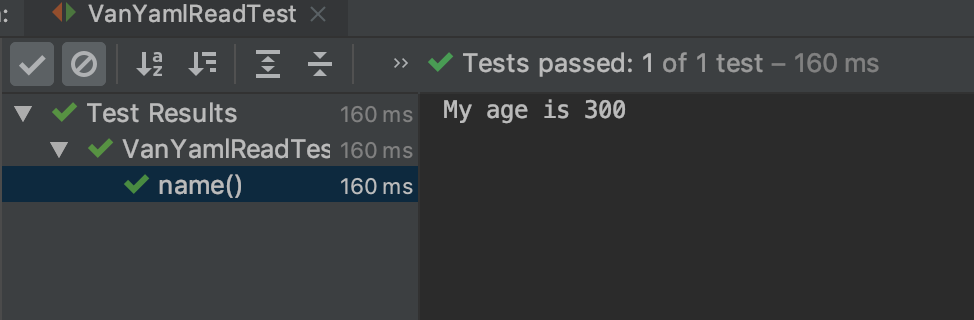 : VanYamlReadTest
Tests passed: 1 of 1 test – 160 ms
Test Results 160 ms
VanYamlReadTes 160 ms
name() 160 ms
My age is 300